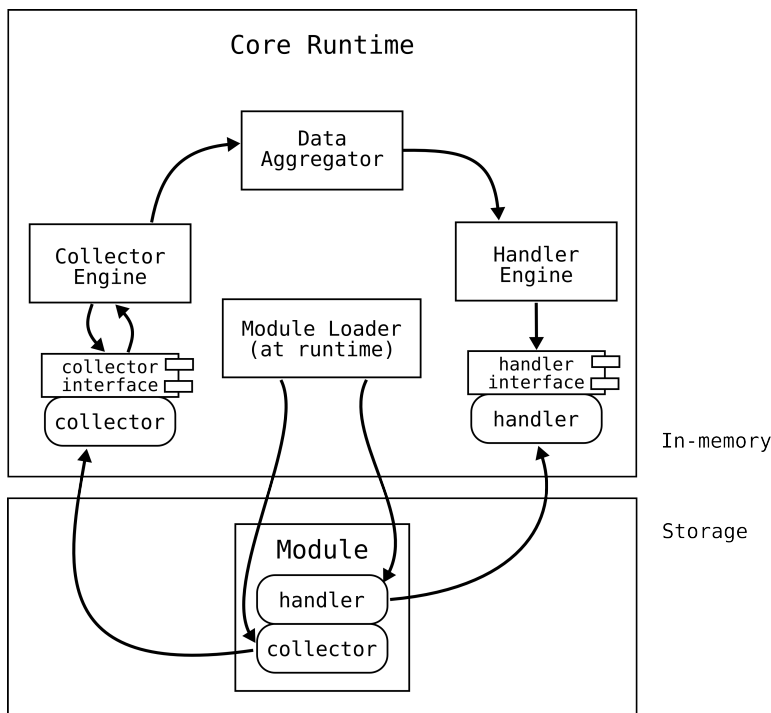 Core Runtime
Data
Aggregator
Collector
Engine
Handler
Engine
Module Loader
(at runtime)
collector
interface
collector
handler
interface
handler
In-memory
Storage
Module
handler
collector